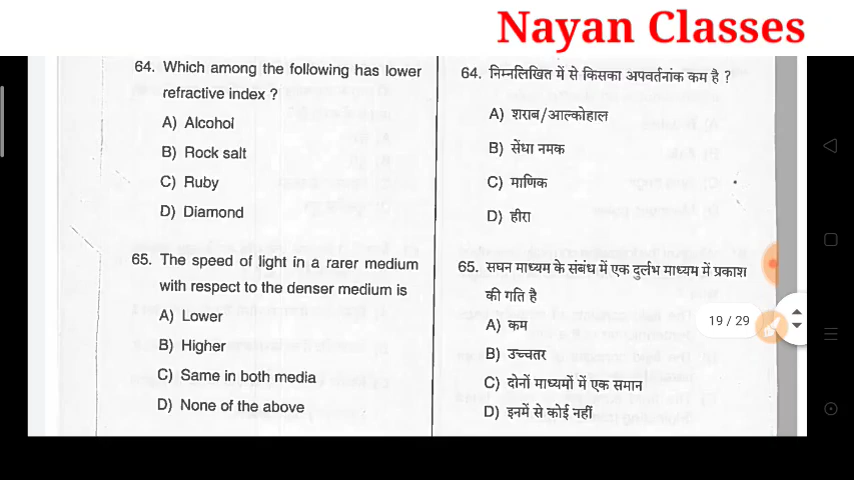 Nayan Classes
64. Which among the following has lower
refractive index ?
A) Alcohol
B) Rock salt
C) Ruby
D) Diamond
65. The speed of light in a rarer medium
with respect to the denser medium is
A) Lower
B) Higher
C) Same in both media
D) None of the above
64. निम्नलिखित में से किसका अपवर्तनांक कम है ?
A) शराब/आल्कोहाल
B) सेंधा नमक
C) माणिक
D) हीरा
65. सघन माध्यम के संबंध में एक दुर्लभ माध्यम में प्रकाश
की गति है
A) कम
B) उच्चतर
C) दोनों माध्यमों में एक समान
D) इनमें से कोई नहीं
19 / 29